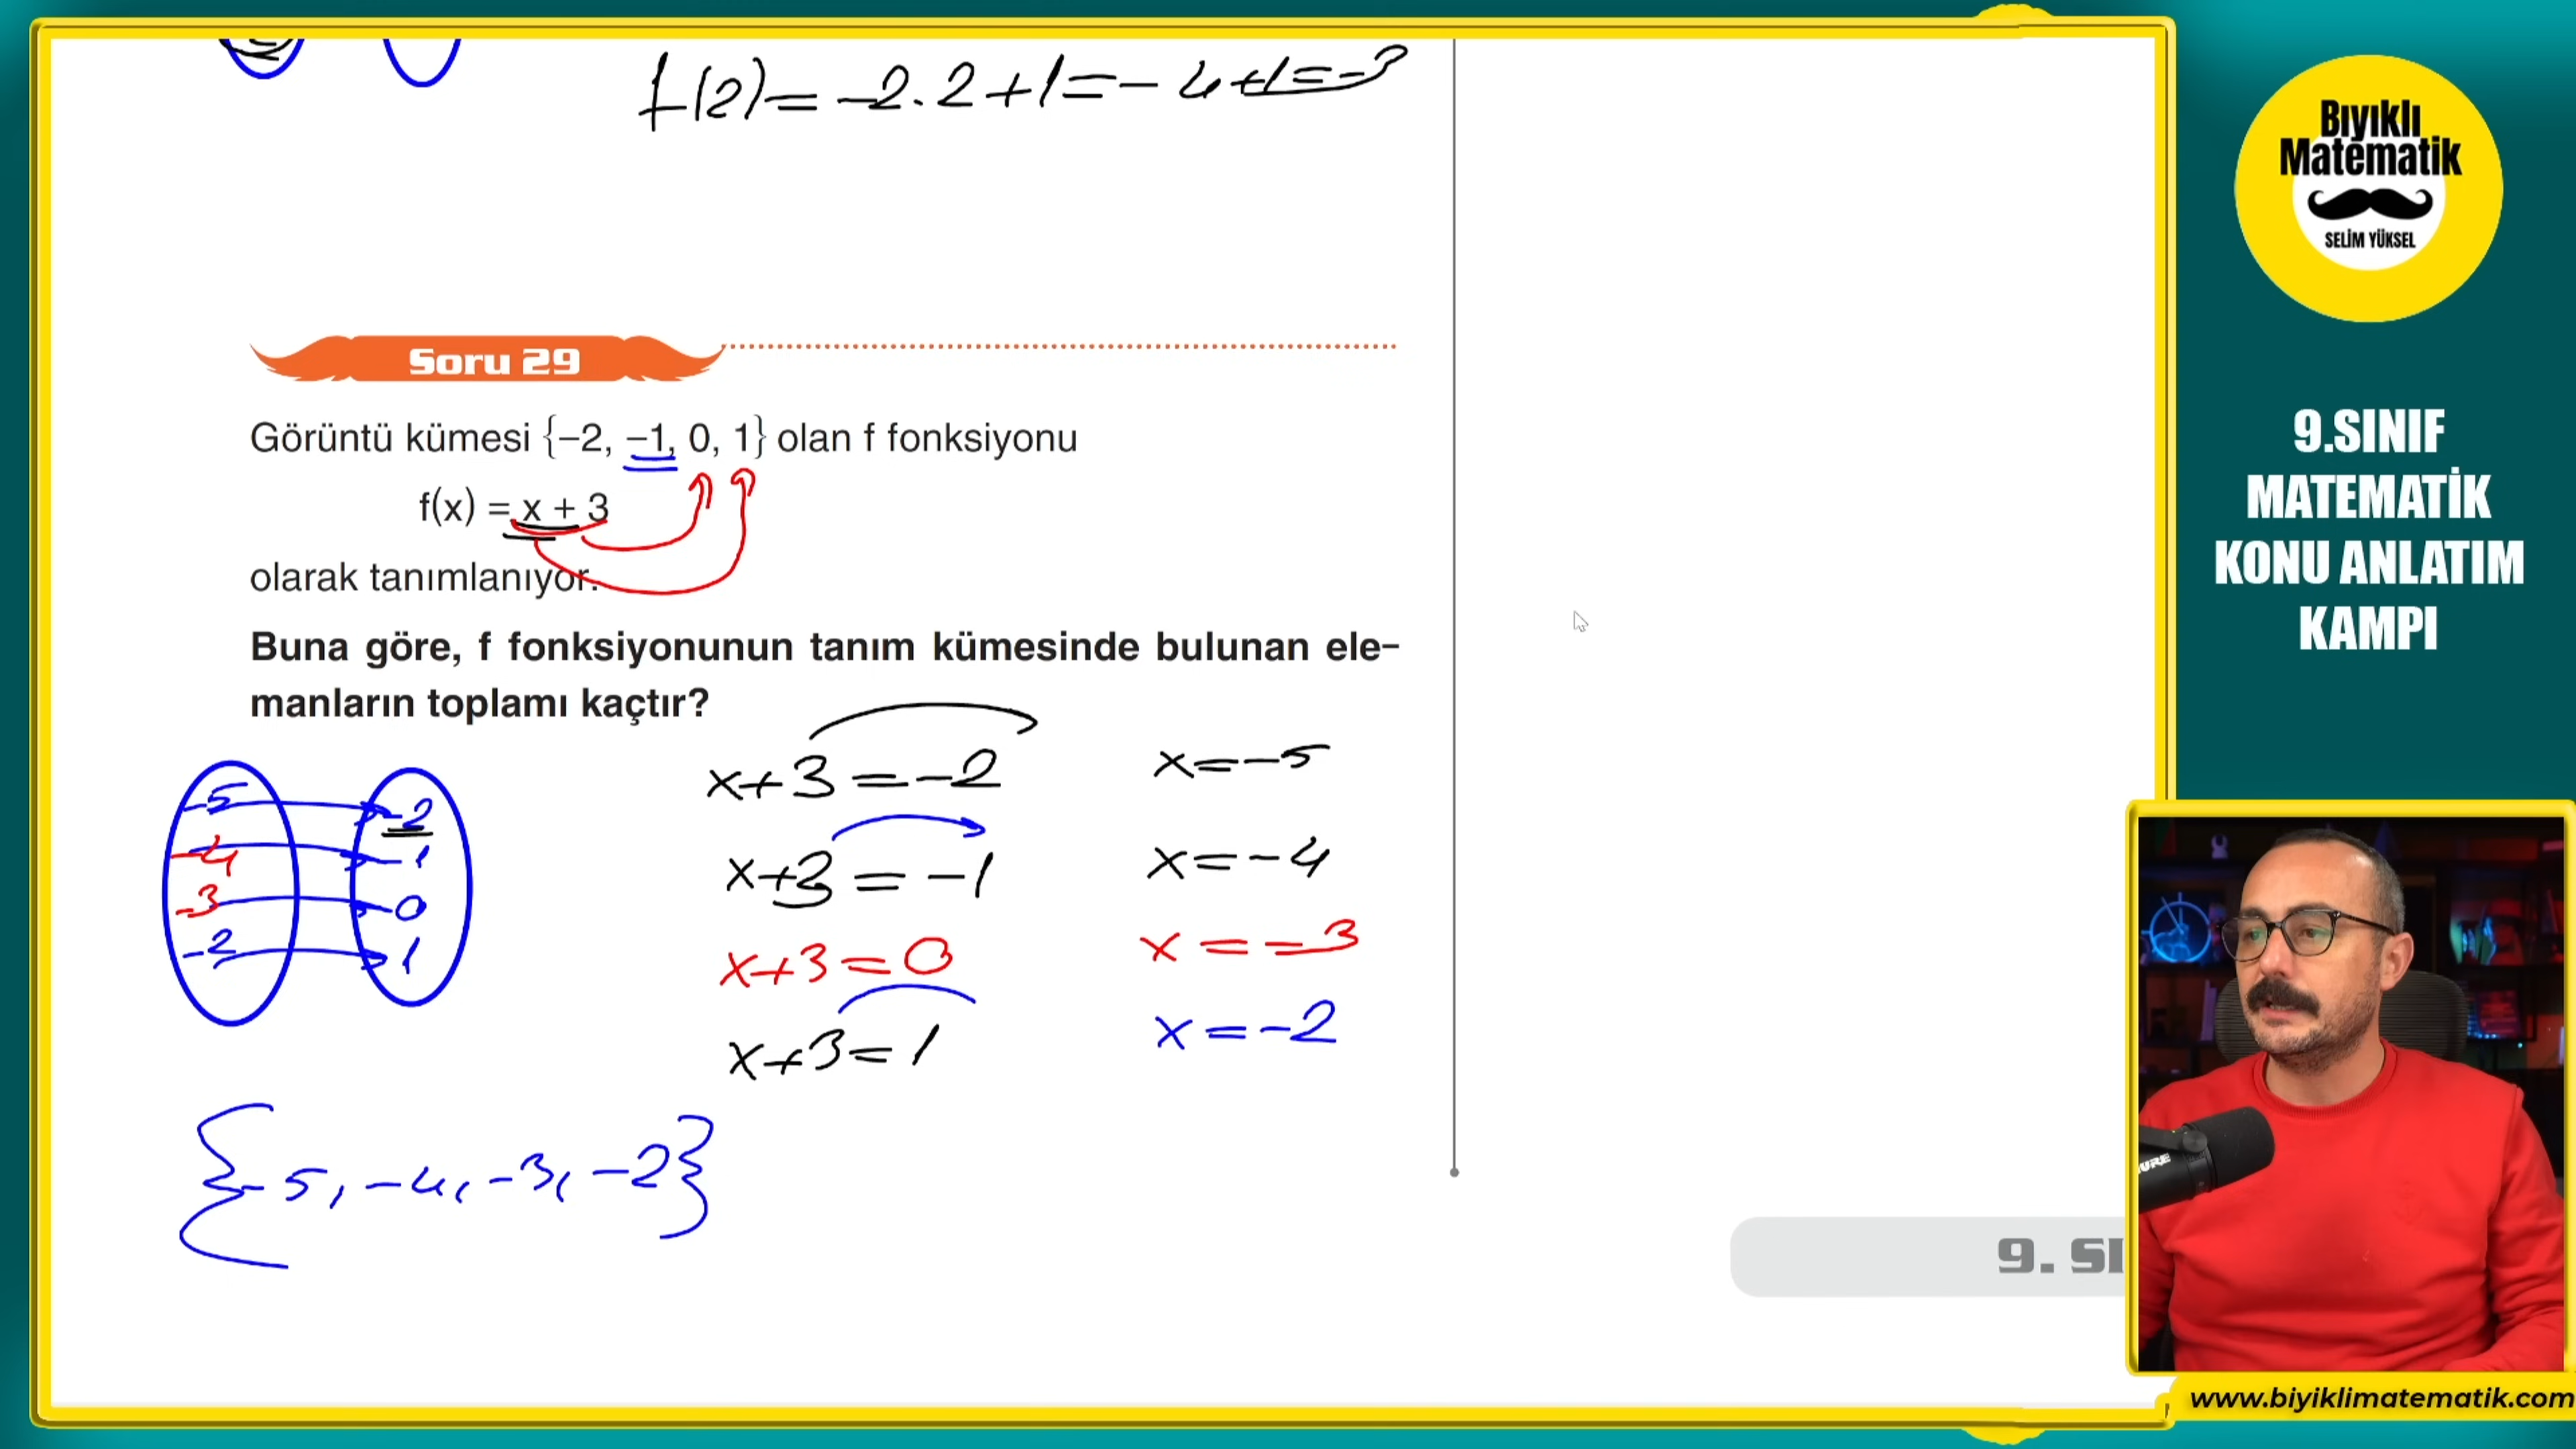 f(2) = -2.2+1 = -4+1 = -3
Soru 29
Görüntü kümesi {–2, –1, 0, 1} olan f fonksiyonu
f(x) = x + 3
olarak tanımlanıyor.
Buna göre, f fonksiyonunun tanım kümesinde bulunan ele–
manların toplamı kaçtır?
x+3 = -2 x = -5
x+3 = -1 x = -4
x+3 = 0 x = -3
x+3 = 1 x = -2
-5 -2
-4 -1
-3 0
-2 1
{-5, -4, -3, -2}
9. SI
Bıyıklı
Matematik
SELİM YÜKSEL
9.SINIF
MATEMATİK
KONU ANLATIM
KAMPI
www.biyiklimatematik.com